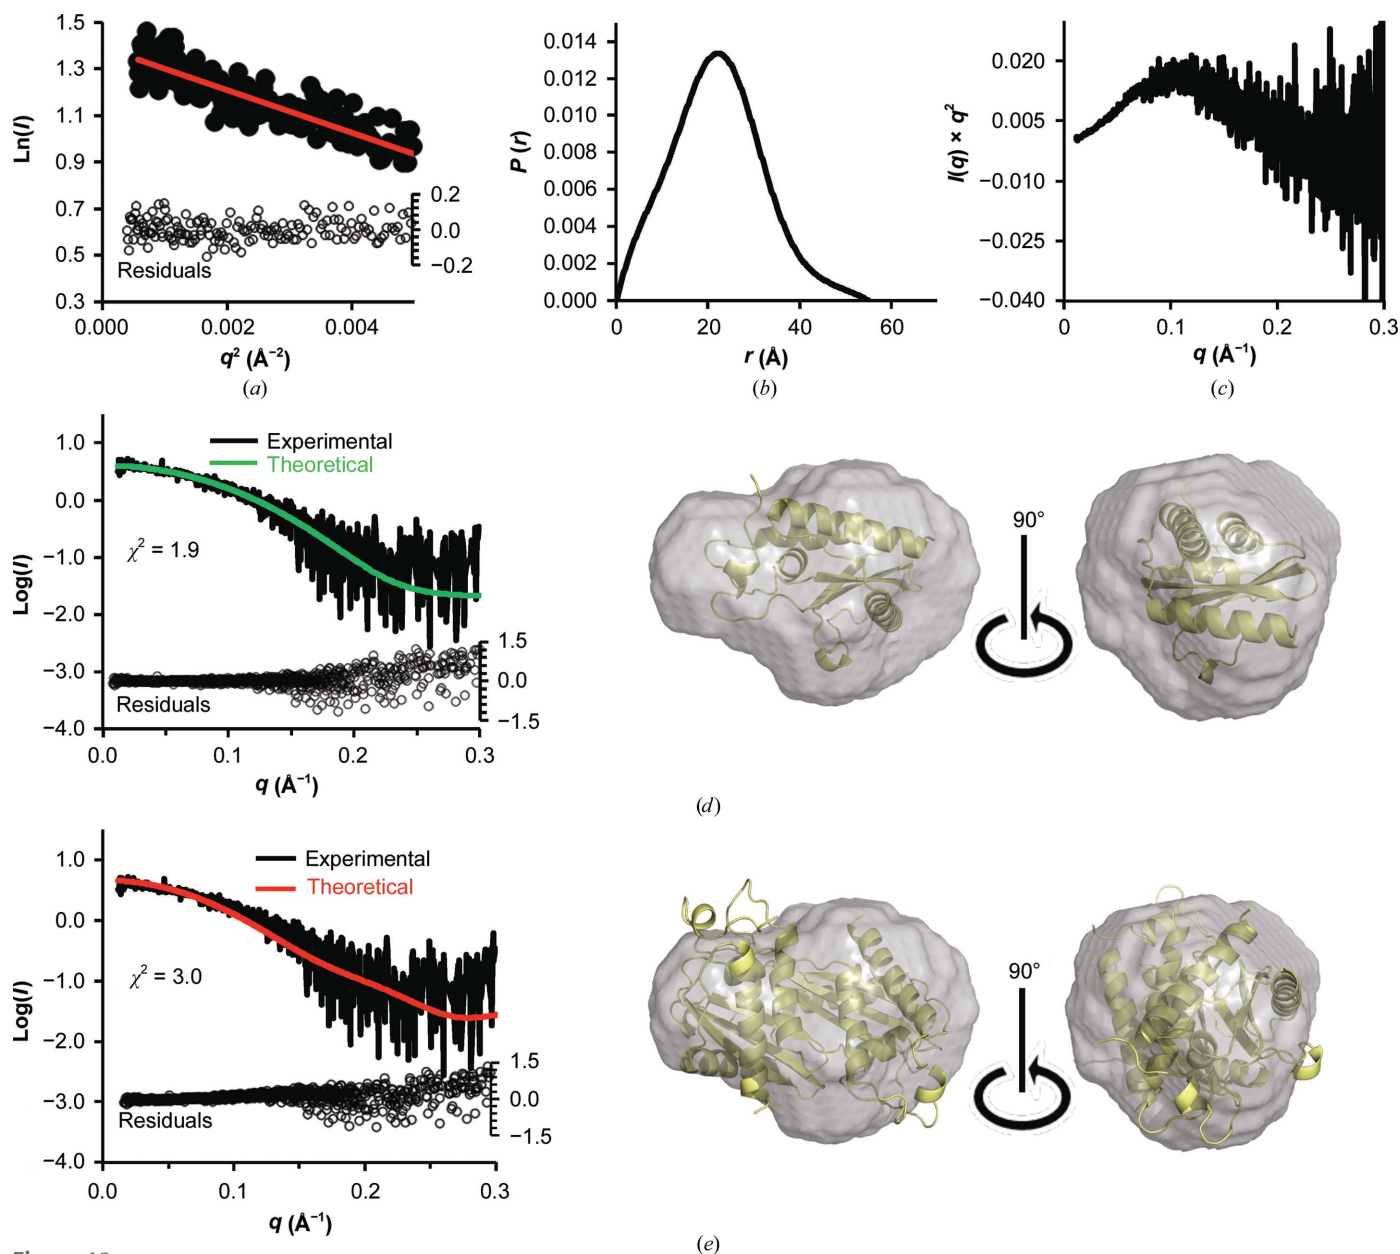 1.5
1.3
1.1
0.9
0.7
0.5
0.3
Ln(I)
0.2
0.0
−0.2
Residuals
0.000 0.002 0.004
q² (Å⁻²)
(a)
0.014
0.012
0.010
0.008
0.006
0.004
0.002
0.000
P (r)
0 20 40 60
r (Å)
(b)
0.020
0.005
−0.010
−0.025
−0.040
I(q) × q²
0 0.1 0.2 0.3
q (Å⁻¹)
(c)
1.0
0.0
−1.0
−2.0
−3.0
−4.0
Log(I)
Experimental
Theoretical
χ² = 1.9
1.5
0.0
−1.5
Residuals
0.0 0.1 0.2 0.3
q (Å⁻¹)
90°
(d)
1.0
0.0
−1.0
−2.0
−3.0
−4.0
Log(I)
Experimental
Theoretical
χ² = 3.0
1.5
0.0
−1.5
Residuals
0.0 0.1 0.2 0.3
q (Å⁻¹)
90°
(e)